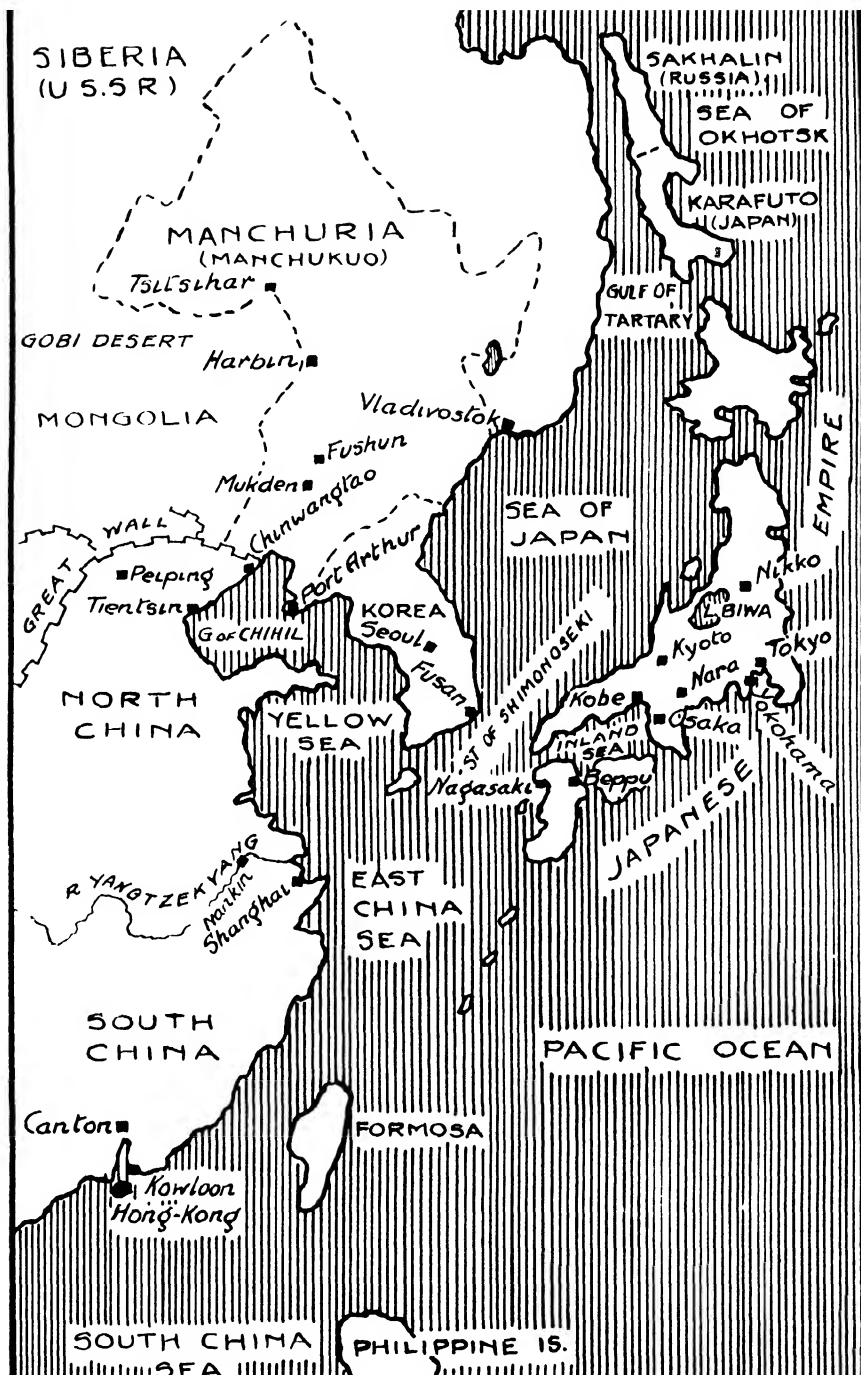 SIBERIA
(U S.S R)
SAKHALIN
(RUSSIA)
SEA OF
OKHOTSK
KARAFUTO
(JAPAN)
MANCHURIA
(MANCHUKUO)
Tsitsihar
GULF OF
TARTARY
GOBI DESERT
Harbin
MONGOLIA
Vladivostok
Fushun
Mukden
Chinwangtao
EMPIRE
SEA OF
JAPAN
GREAT WALL
Peiping
Port Arthur
Tientsin
G of CHIHIL
KOREA
Seoul
Fusan
Nikko
L. BIWA
Kyoto
Tokyo
Nara
Kobe
Osaka
Yokohama
NORTH
CHINA
YELLOW
SEA
ST OF SHIMONOSEKI
INLAND
SEA
Nagasaki
Beppu
JAPANESE
R YANGTZEKYANG
Nankin
Shanghai
EAST
CHINA
SEA
SOUTH
CHINA
PACIFIC OCEAN
Canton
FORMOSA
Kowloon
Hong-Kong
SOUTH CHINA
SEA
PHILIPPINE IS.